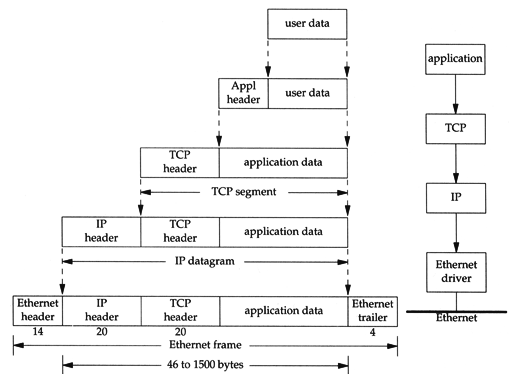 user data
Appl
header
user data
TCP
header
application data
TCP segment
IP
header
TCP
header
application data
IP datagram
Ethernet
header
IP
header
TCP
header
application data
Ethernet
trailer
14
20
20
4
Ethernet frame
46 to 1500 bytes
application
TCP
IP
Ethernet
driver
Ethernet